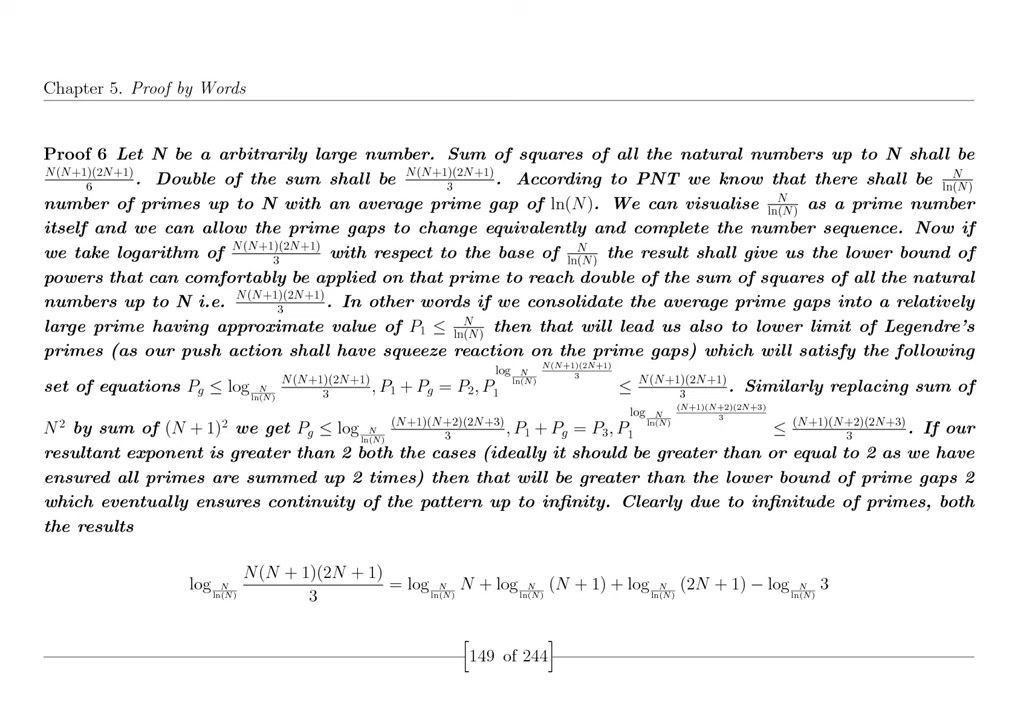 Chapter 5. Proof by Words
Proof 6 Let N be a arbitrarily large number. Sum of squares of all the natural numbers up to N shall be
N(N+1)(2N+1)/6. Double of the sum shall be N(N+1)(2N+1)/3. According to PNT we know that there shall be N/ln(N)
number of primes up to N with an average prime gap of ln(N). We can visualise N/ln(N) as a prime number
itself and we can allow the prime gaps to change equivalently and complete the number sequence. Now if
we take logarithm of N(N+1)(2N+1)/3 with respect to the base of N/ln(N) the result shall give us the lower bound of
powers that can comfortably be applied on that prime to reach double of the sum of squares of all the natural
numbers up to N i.e. N(N+1)(2N+1)/3. In other words if we consolidate the average prime gaps into a relatively
large prime having approximate value of P_1 ≤ N/ln(N) then that will lead us also to lower limit of Legendre's
primes (as our push action shall have squeeze reaction on the prime gaps) which will satisfy the following
set of equations P_g ≤ log_{N/ln(N)} N(N+1)(2N+1)/3, P_1 + P_g = P_2, P_1^{log_{N/ln(N)} N(N+1)(2N+1)/3} ≤ N(N+1)(2N+1)/3. Similarly replacing sum of
N^2 by sum of (N + 1)^2 we get P_g ≤ log_{N/ln(N)} (N+1)(N+2)(2N+3)/3, P_1 + P_g = P_3, P_1^{log_{N/ln(N)} (N+1)(N+2)(2N+3)/3} ≤ (N+1)(N+2)(2N+3)/3. If our
resultant exponent is greater than 2 both the cases (ideally it should be greater than or equal to 2 as we have
ensured all primes are summed up 2 times) then that will be greater than the lower bound of prime gaps 2
which eventually ensures continuity of the pattern up to infinity. Clearly due to infinitude of primes, both
the results
log_{N/ln(N)} N(N + 1)(2N + 1)/3 = log_{N/ln(N)} N + log_{N/ln(N)} (N + 1) + log_{N/ln(N)} (2N + 1) − log_{N/ln(N)} 3
[149 of 244]